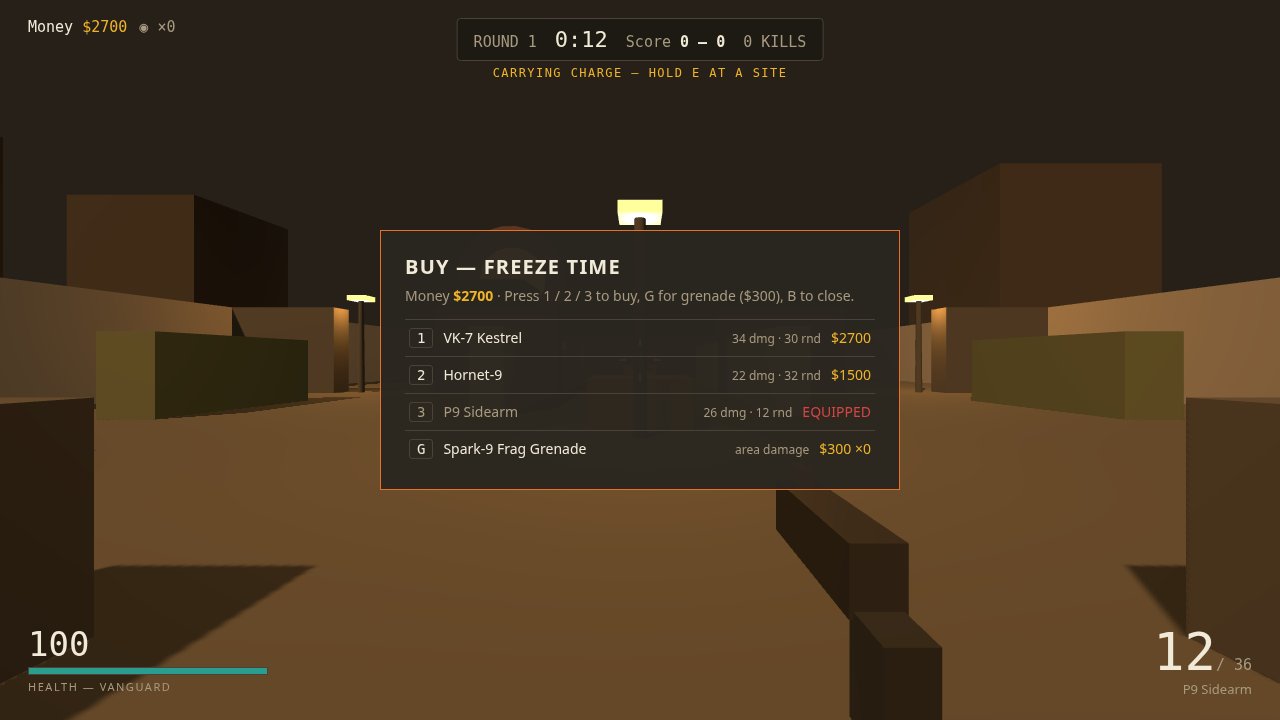 Money $2700 ◉ ×0
ROUND 1 0:12 Score 0 — 0 0 KILLS
CARRYING CHARGE — HOLD E AT A SITE
BUY — FREEZE TIME
Money $2700 · Press 1 / 2 / 3 to buy, G for grenade ($300), B to close.
1 VK-7 Kestrel 34 dmg · 30 rnd $2700
2 Hornet-9 22 dmg · 32 rnd $1500
3 P9 Sidearm 26 dmg · 12 rnd EQUIPPED
G Spark-9 Frag Grenade area damage $300 ×0
100
HEALTH — VANGUARD
12 / 36
P9 Sidearm